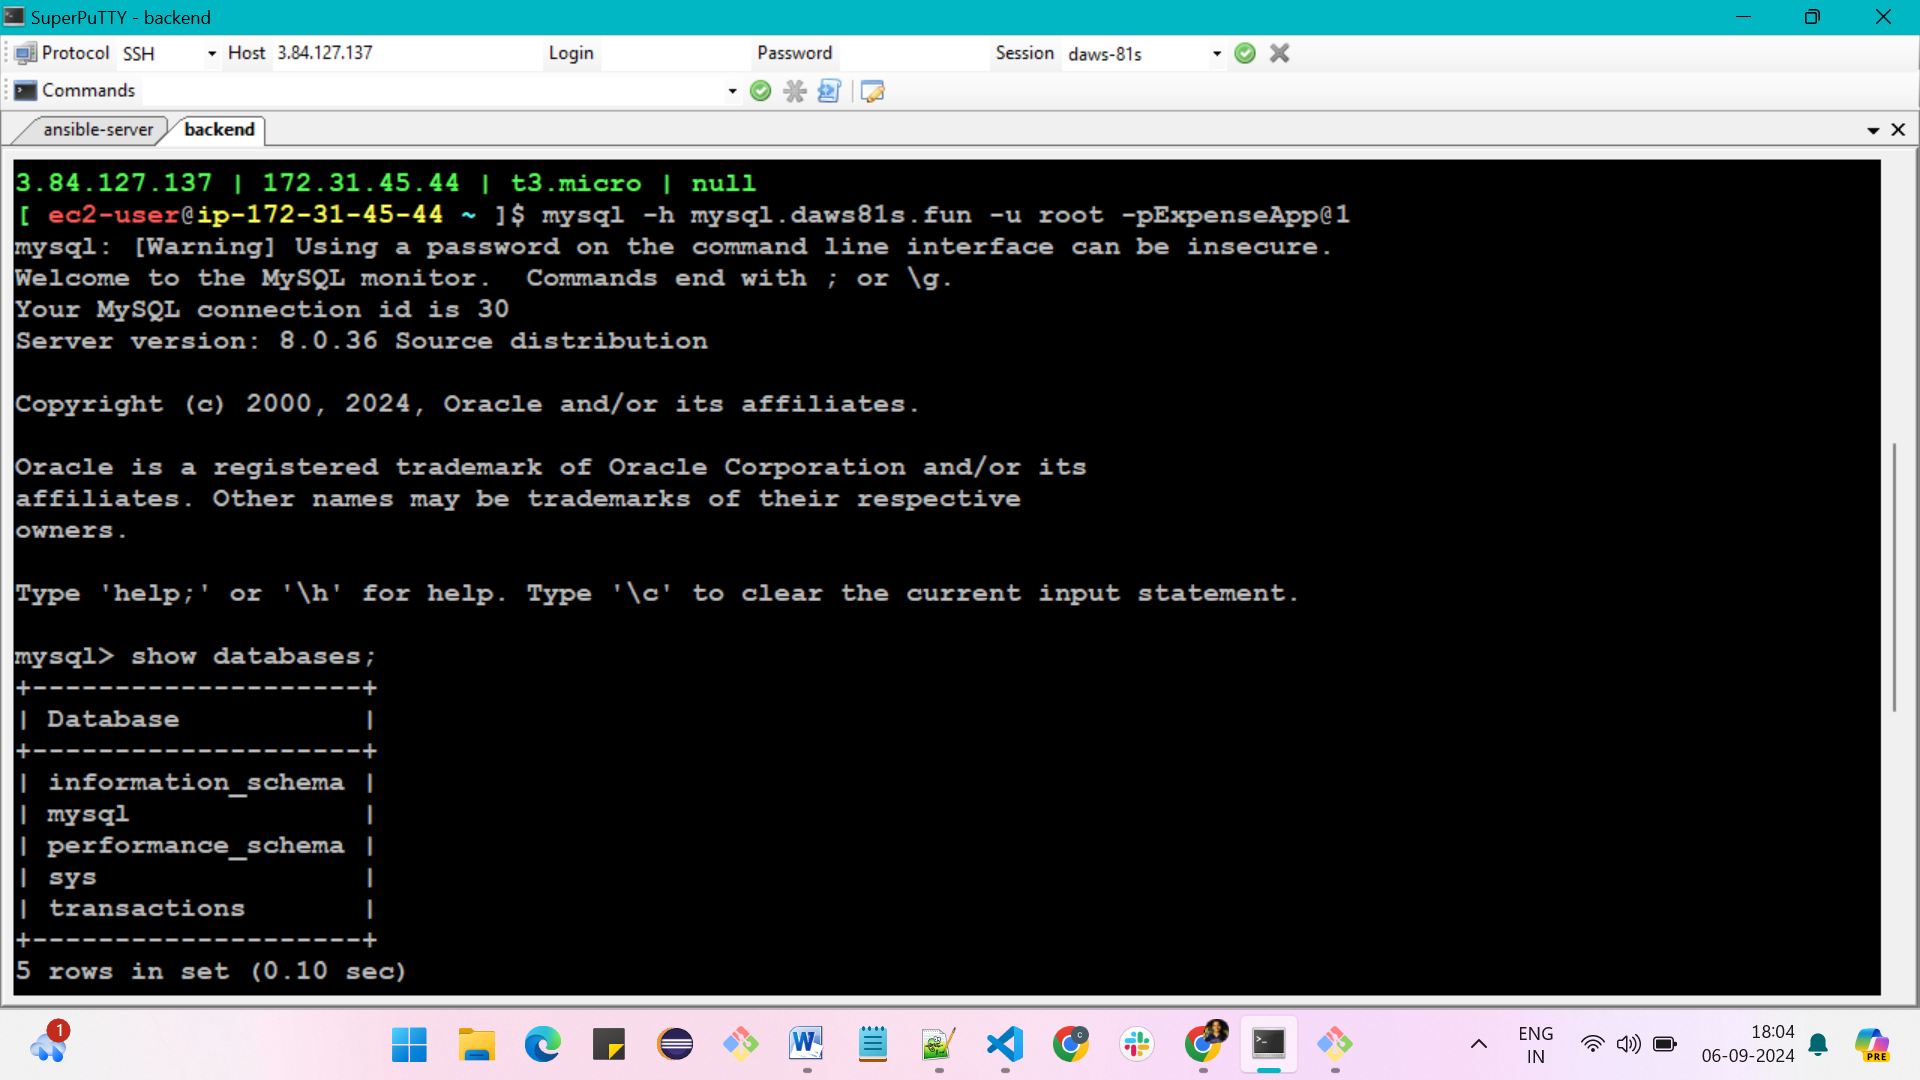 SuperPuTTY - backend
Protocol SSH Host 3.84.127.137 Login Password Session daws-81s
Commands
ansible-server backend
3.84.127.137 | 172.31.45.44 | t3.micro | null
[ ec2-user@ip-172-31-45-44 ~ ]$ mysql -h mysql.daws81s.fun -u root -pExpenseApp@1
mysql: [Warning] Using a password on the command line interface can be insecure.
Welcome to the MySQL monitor.  Commands end with ; or \g.
Your MySQL connection id is 30
Server version: 8.0.36 Source distribution
Copyright (c) 2000, 2024, Oracle and/or its affiliates.
Oracle is a registered trademark of Oracle Corporation and/or its
affiliates. Other names may be trademarks of their respective
owners.
Type 'help;' or '\h' for help. Type '\c' to clear the current input statement.
mysql> show databases;
+--------------------+
| Database           |
+--------------------+
| information_schema |
| mysql              |
| performance_schema |
| sys                |
| transactions       |
+--------------------+
5 rows in set (0.10 sec)
1
ENG
IN
18:04
06-09-2024
PRE